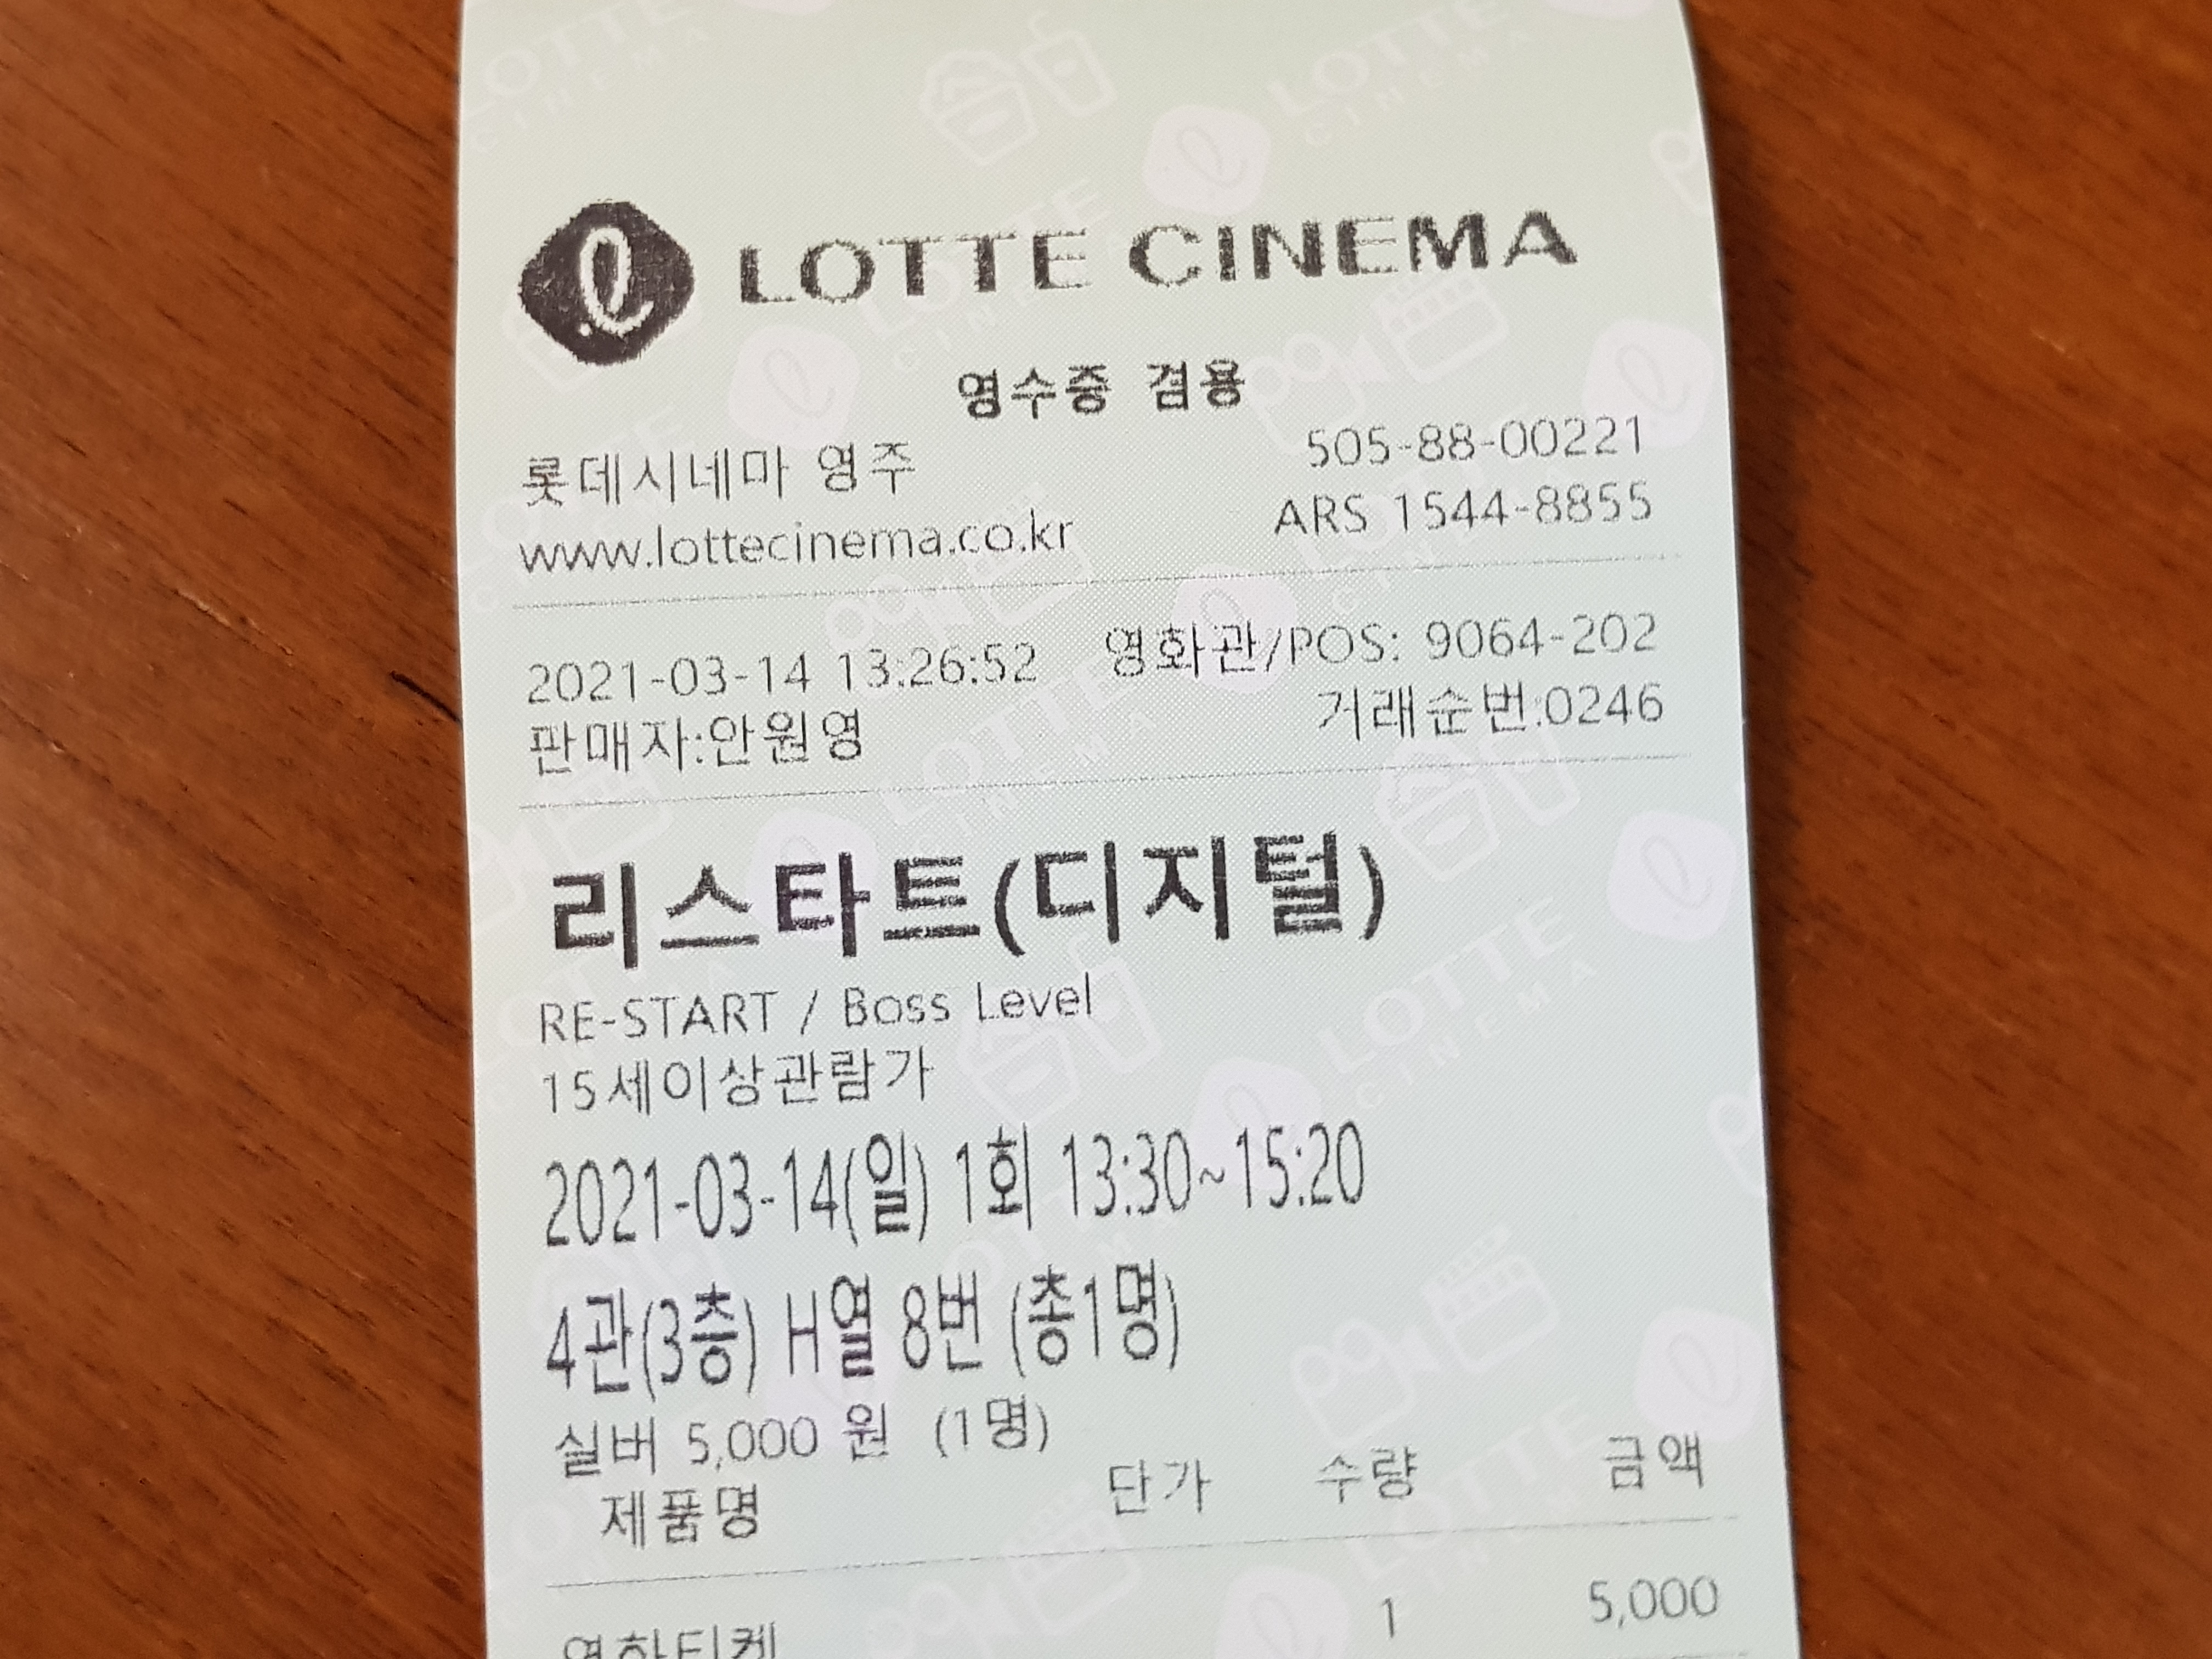 LOTTE CINEMA
영수증 겸용
롯데시네마 영주 505-88-00221
www.lottecinema.co.kr ARS 1544-8855
2021-03-14 13:26:52 영화관/POS: 9064-202
판매자:안원영 거래순번:0246
리스타트(디지털)
RE-START / Boss Level
15세이상관람가
2021-03-14(일) 1회 13:30~15:20
4관(3층) H열 8번 (총1명)
실버 5,000 원 (1명)
제품명 단가 수량 금액
영화티켓 1 5,000